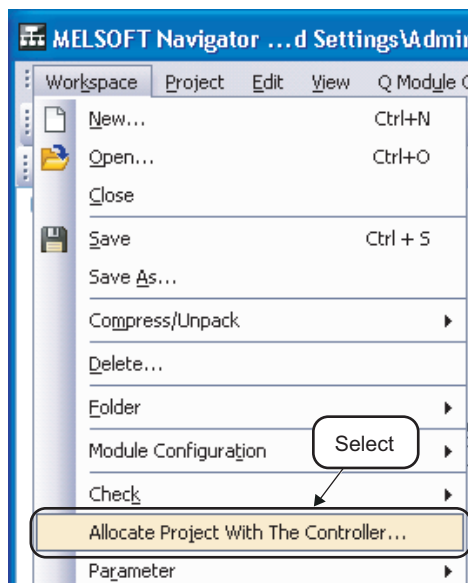 MELSOFT Navigator ...d Settings\Admi
Workspace Project Edit View Q Module
New... Ctrl+N
Open... Ctrl+O
Close
Save Ctrl + S
Save As...
Compress/Unpack
Delete...
Folder
Module Configuration
Select
Check
Allocate Project With The Controller...
Parameter